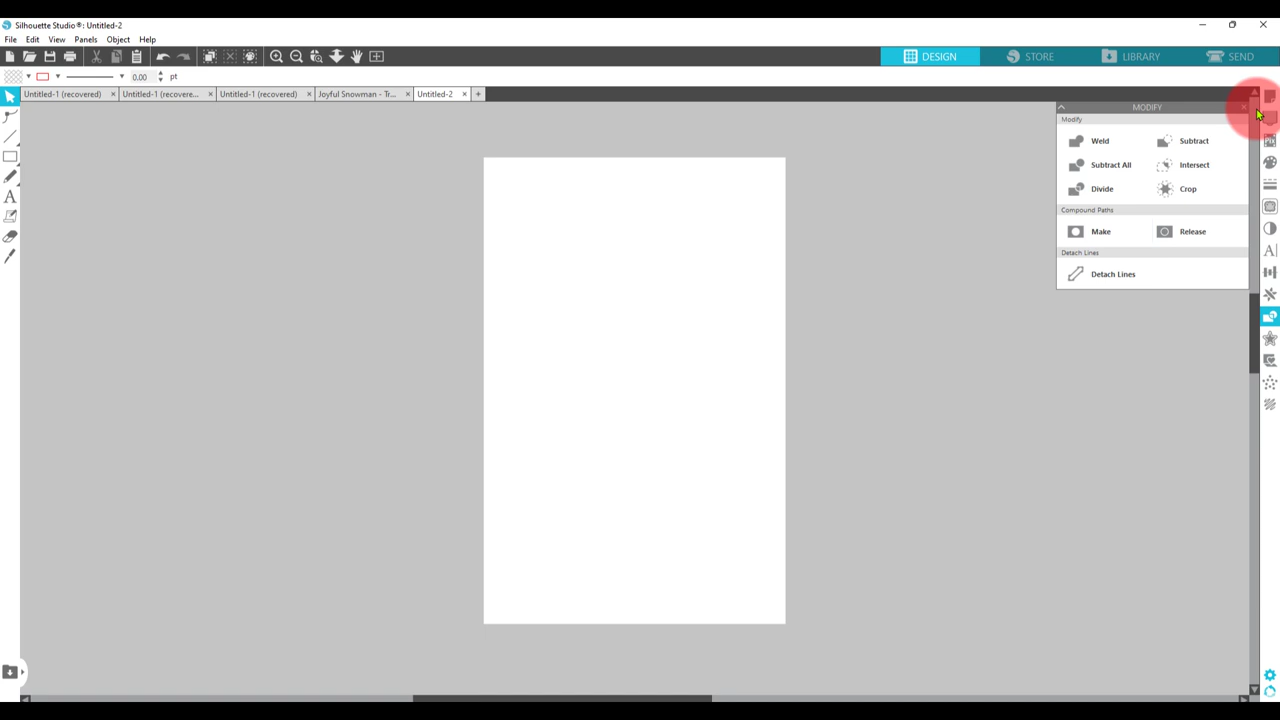 Silhouette Studio®: Untitled-2
File Edit View Panels Object Help
DESIGN STORE LIBRARY SEND
0.00 pt
Untitled-1 (recovered) Untitled-1 (recovere... Untitled-1 (recovered) Joyful Snowman - Tr... Untitled-2
MODIFY
Modify
Weld Subtract
Subtract All Intersect
Divide Crop
Compound Paths
Make Release
Detach Lines
Detach Lines